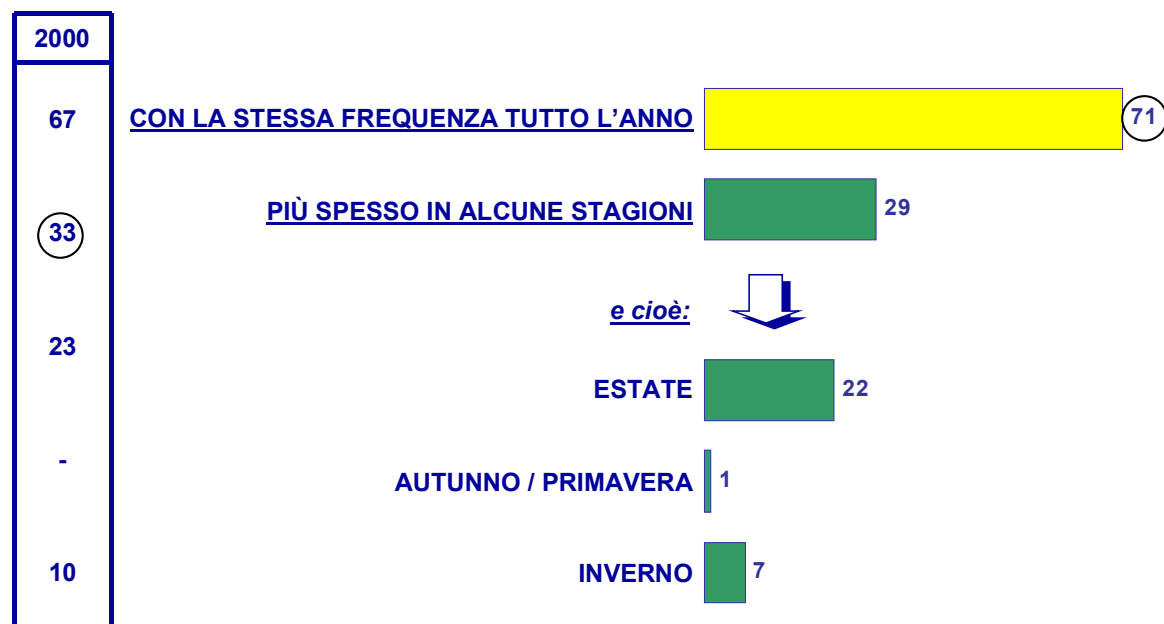 2000
67 CON LA STESSA FREQUENZA TUTTO L’ANNO 71
33 PIÙ SPESSO IN ALCUNE STAGIONI 29
e cioè:
23
ESTATE 22
-
AUTUNNO / PRIMAVERA 1
10 INVERNO 7